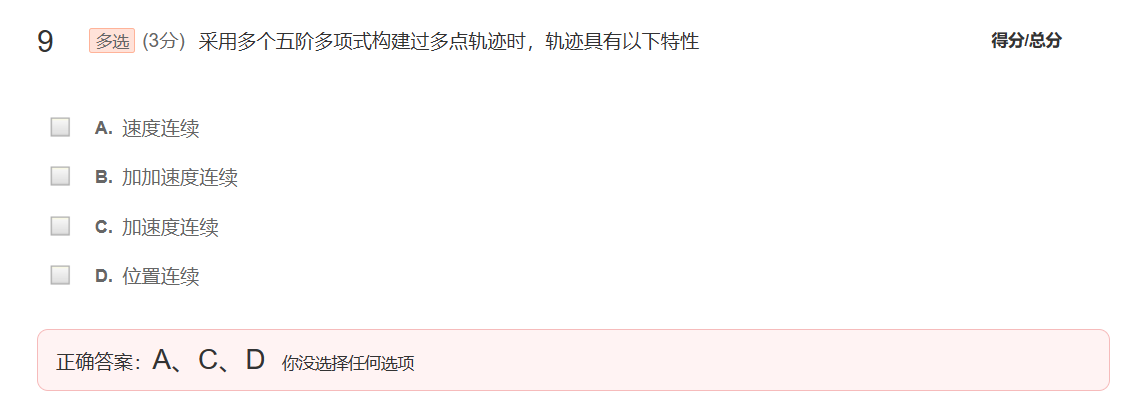 9 多选 (3分) 采用多个五阶多项式构建过多点轨迹时，轨迹具有以下特性 得分/总分
A. 速度连续
B. 加加速度连续
C. 加速度连续
D. 位置连续
正确答案：A、C、D 你没选择任何选项